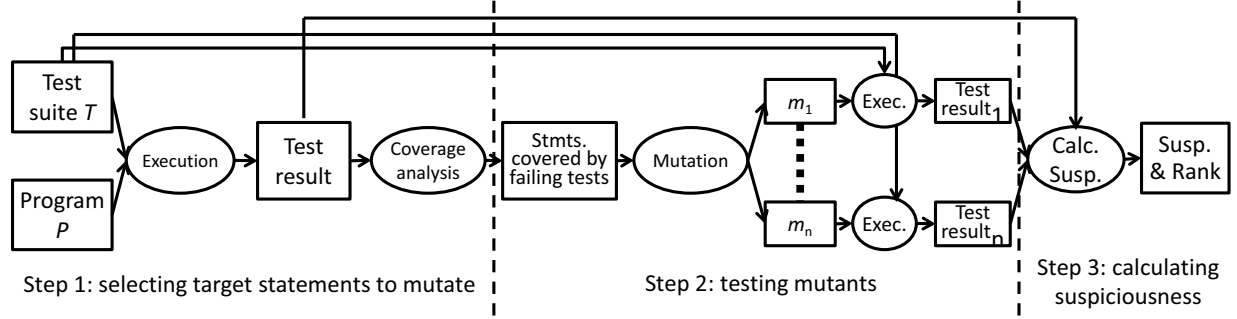 Test
suite T
Program
P
Execution
Test
result
Coverage
analysis
Stmts.
covered by
failing tests
Mutation
m1
mn
Exec.
Exec.
Test
result1
Test
resultn
Calc.
Susp.
Susp.
& Rank
Step 1: selecting target statements to mutate
Step 2: testing mutants
Step 3: calculating
suspiciousness